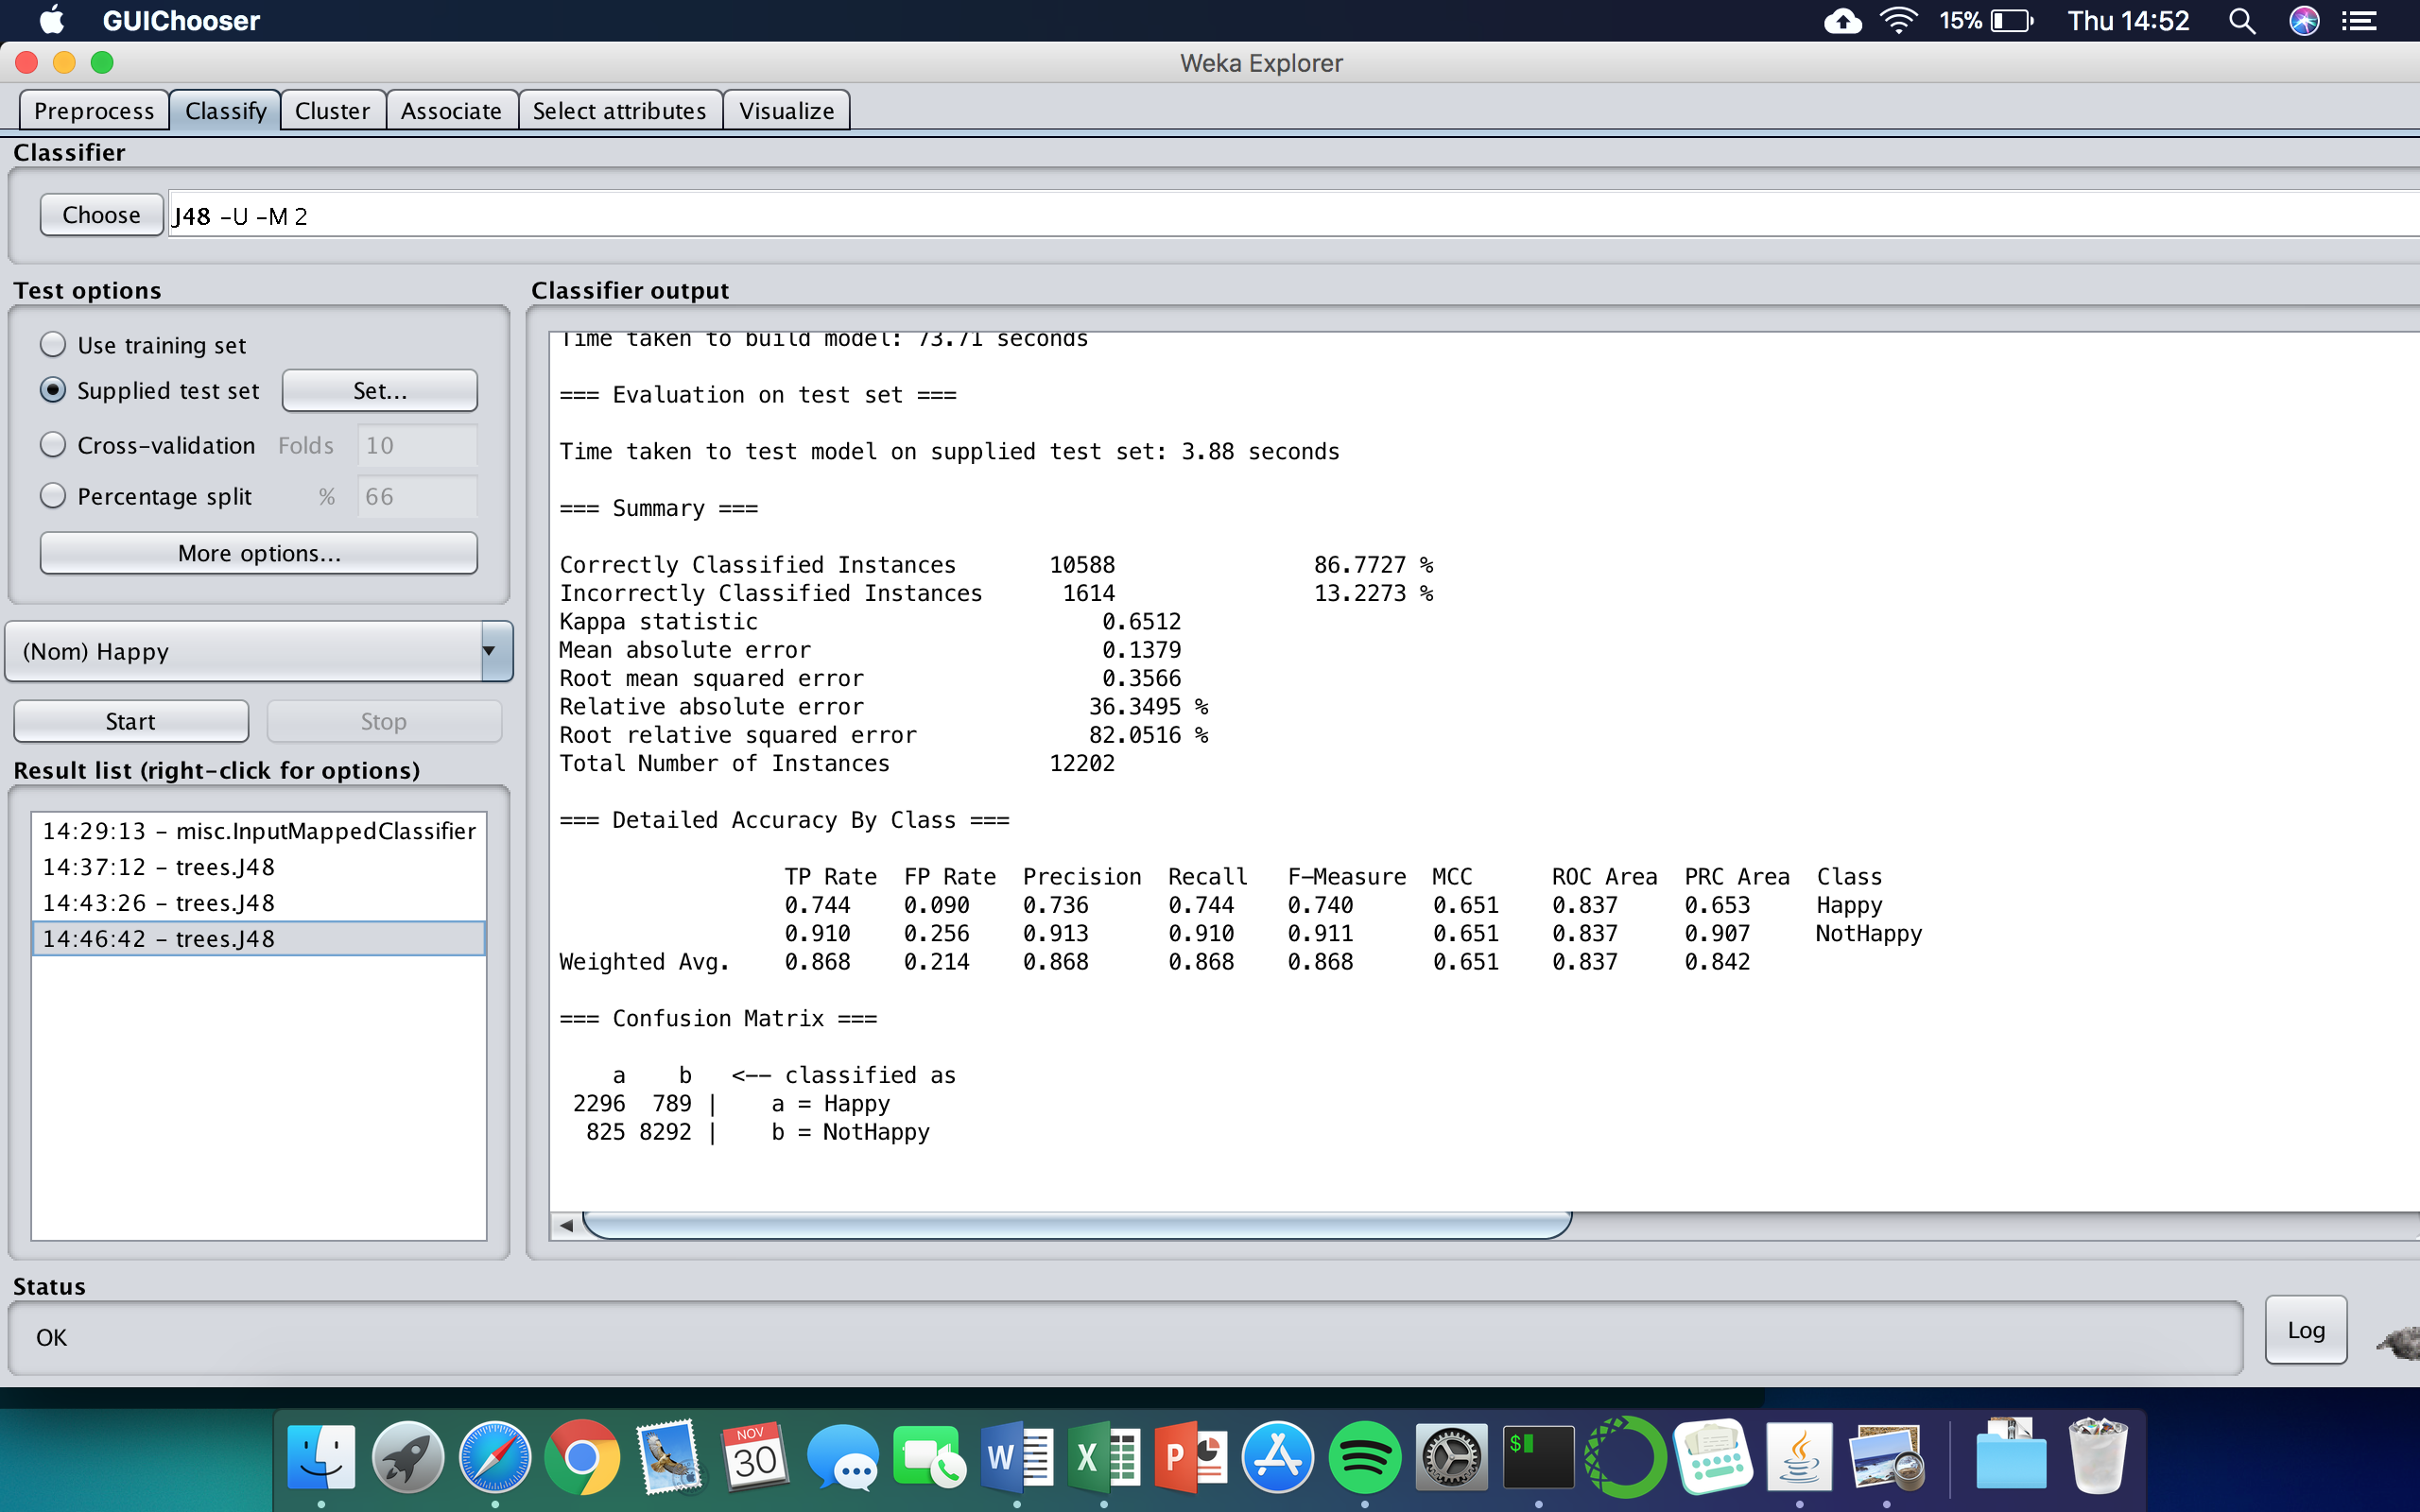 GUIChooser
15% Thu 14:52
Weka Explorer
Preprocess Classify Cluster Associate Select attributes Visualize
Classifier
Choose J48 -U -M 2
Test options
Use training set
Supplied test set Set...
Cross-validation Folds 10
Percentage split % 66
More options...
(Nom) Happy
Start Stop
Result list (right-click for options)
14:29:13 - misc.InputMappedClassifier
14:37:12 - trees.J48
14:43:26 - trees.J48
14:46:42 - trees.J48
Classifier output
Time taken to build model: 73.71 seconds
=== Evaluation on test set ===
Time taken to test model on supplied test set: 3.88 seconds
=== Summary ===
Correctly Classified Instances 10588 86.7727 %
Incorrectly Classified Instances 1614 13.2273 %
Kappa statistic 0.6512
Mean absolute error 0.1379
Root mean squared error 0.3566
Relative absolute error 36.3495 %
Root relative squared error 82.0516 %
Total Number of Instances 12202
=== Detailed Accuracy By Class ===
TP Rate FP Rate Precision Recall F-Measure MCC ROC Area PRC Area Class
0.744 0.090 0.736 0.744 0.740 0.651 0.837 0.653 Happy
0.910 0.256 0.913 0.910 0.911 0.651 0.837 0.907 NotHappy
Weighted Avg. 0.868 0.214 0.868 0.868 0.868 0.651 0.837 0.842
=== Confusion Matrix ===
a b <-- classified as
2296 789 | a = Happy
825 8292 | b = NotHappy
Status
OK
Log
NOV
30
W
X
P
$